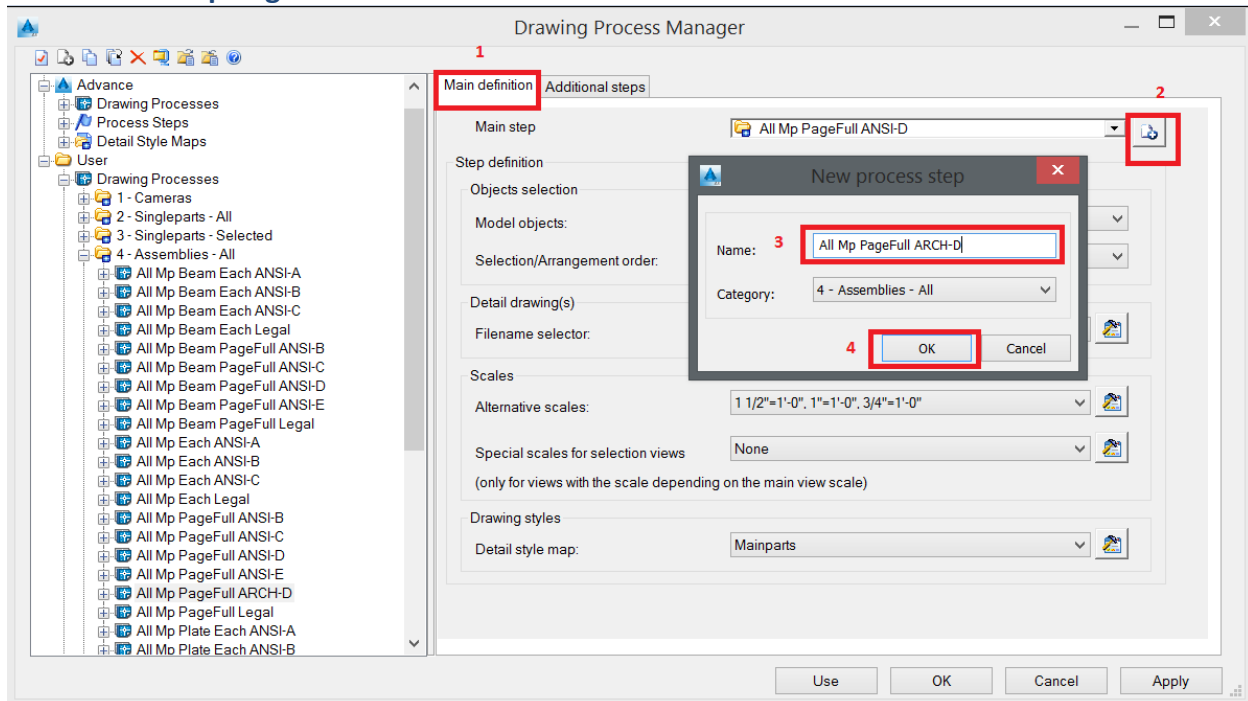 Drawing Process Manager
1
Advance
Drawing Processes
Process Steps
Detail Style Maps
User
Drawing Processes
1 - Cameras
2 - Singleparts - All
3 - Singleparts - Selected
4 - Assemblies - All
All Mp Beam Each ANSI-A
All Mp Beam Each ANSI-B
All Mp Beam Each ANSI-C
All Mp Beam Each Legal
All Mp Beam PageFull ANSI-B
All Mp Beam PageFull ANSI-C
All Mp Beam PageFull ANSI-D
All Mp Beam PageFull ANSI-E
All Mp Beam PageFull Legal
All Mp Each ANSI-A
All Mp Each ANSI-B
All Mp Each ANSI-C
All Mp Each Legal
All Mp PageFull ANSI-B
All Mp PageFull ANSI-C
All Mp PageFull ANSI-D
All Mp PageFull ANSI-E
All Mp PageFull ARCH-D
All Mp PageFull Legal
All Mp Plate Each ANSI-A
All Mp Plate Each ANSI-B
Main definition Additional steps
2
Main step All Mp PageFull ANSI-D
Step definition
Objects selection
Model objects:
Selection/Arrangement order:
Detail drawing(s)
Filename selector:
New process step
Name: 3 All Mp PageFull ARCH-D
Category: 4 - Assemblies - All
4 OK Cancel
Scales
Alternative scales: 1 1/2"=1'-0", 1"=1'-0", 3/4"=1'-0"
Special scales for selection views None
(only for views with the scale depending on the main view scale)
Drawing styles
Detail style map: Mainparts
Use OK Cancel Apply